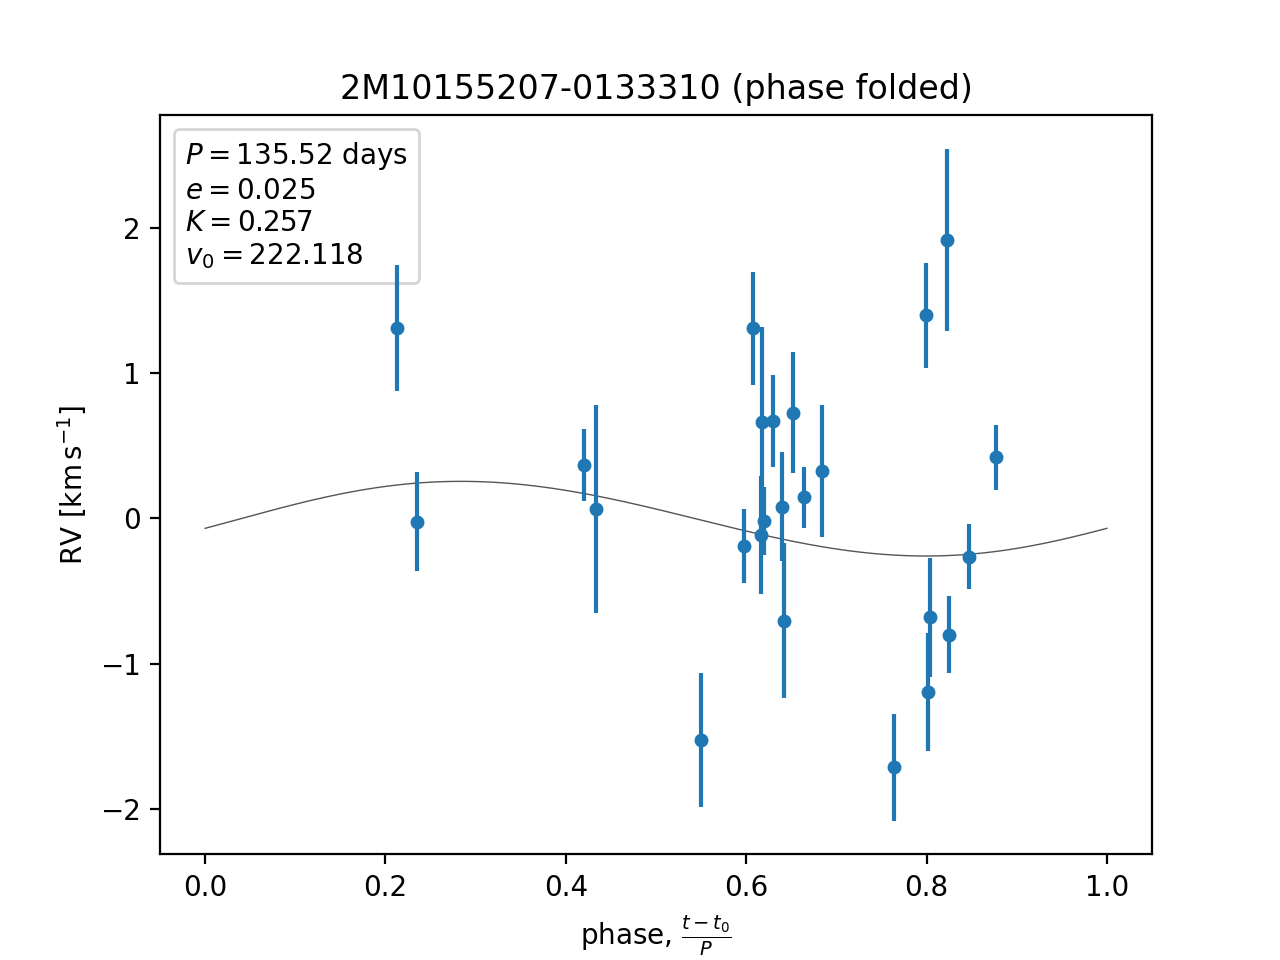 2M10155207-0133310 (phase folded)
P = 135.52 days
e = 0.025
K = 0.257
v₀ = 222.118
2
1
0
−1
−2
RV [km s⁻¹]
0.0 0.2 0.4 0.6 0.8 1.0
phase, (t − t₀)/P